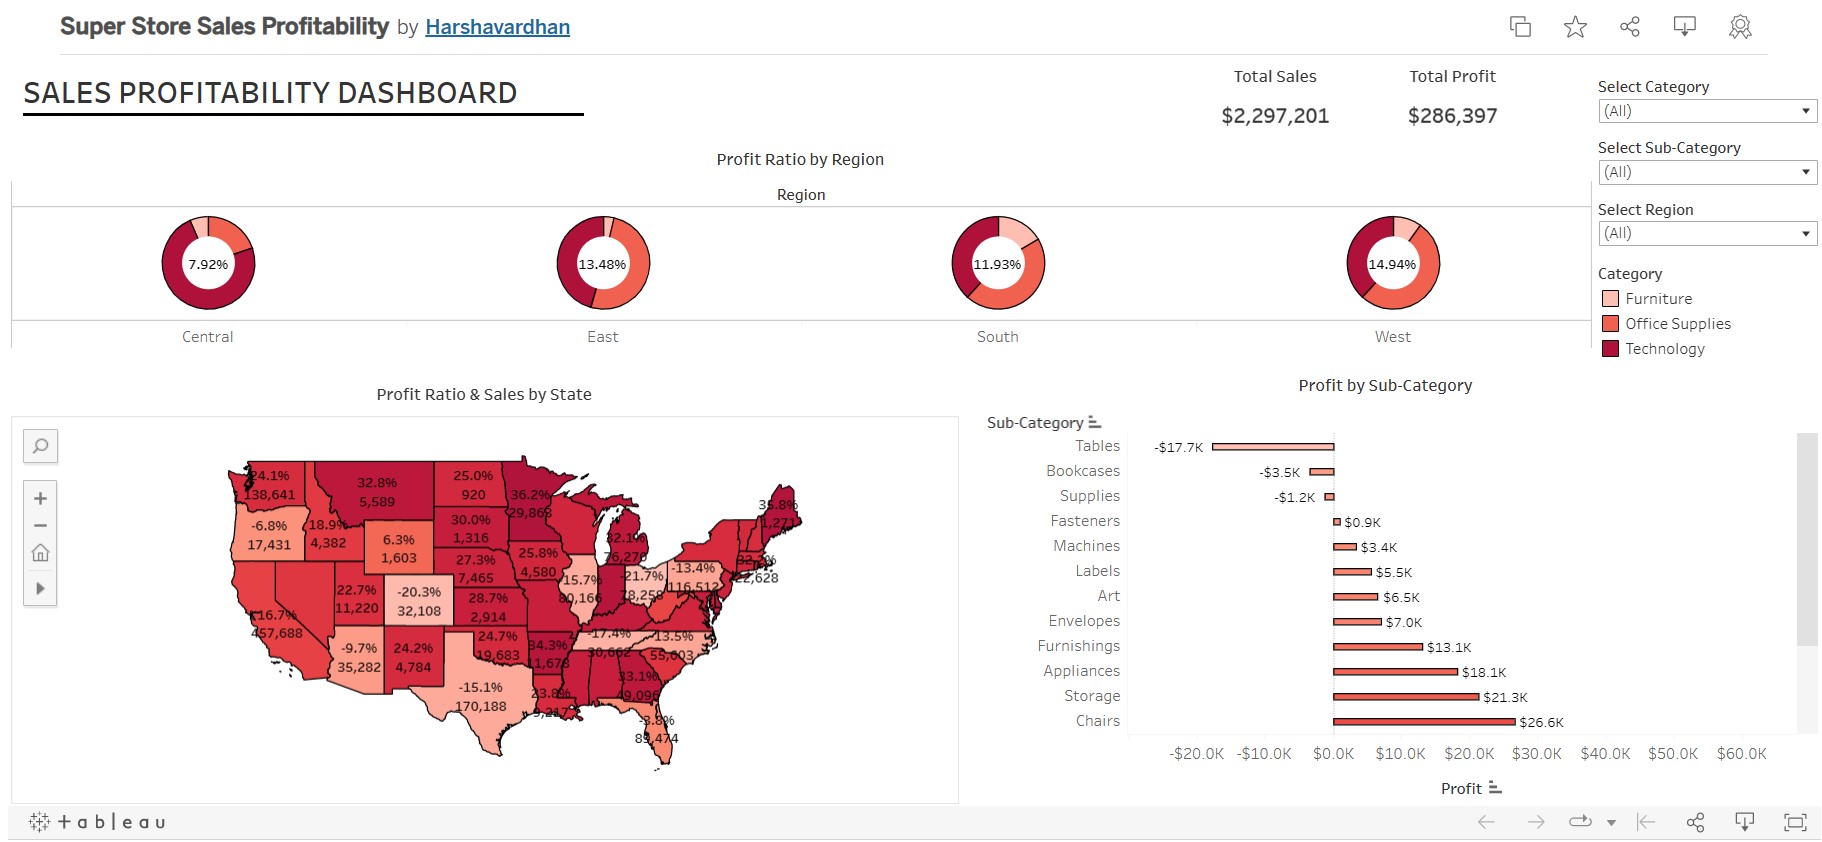 Super Store Sales Profitability by Harshavardhan
SALES PROFITABILITY DASHBOARD
Total Sales
$2,297,201
Total Profit
$286,397
Select Category
(All)
Select Sub-Category
(All)
Select Region
(All)
Category
Furniture
Office Supplies
Technology
Profit Ratio by Region
Region
7.92%
13.48%
11.93%
14.94%
Central
East
South
West
Profit Ratio & Sales by State
24.1%
138,641
32.8%
5,589
25.0%
920
36.2%
29,863
35.8%
1,271
-6.8%
17,431
18.9%
4,382
6.3%
1,603
30.0%
1,316
32.1%
76,270
27.3%
7,465
25.8%
4,580
-15.7%
80,166
-21.7%
78,258
-13.4%
116,512
22,628
22.7%
11,220
-20.3%
32,108
28.7%
2,914
16.7%
457,688
-9.7%
35,282
24.2%
4,784
24.7%
19,683
34.3%
11,678
-17.4%
30,662
-13.5%
55,603
-15.1%
170,188
23.8%
9,217
33.1%
49,096
-3.8%
89,474
Profit by Sub-Category
Sub-Category
Tables -$17.7K
Bookcases -$3.5K
Supplies -$1.2K
Fasteners $0.9K
Machines $3.4K
Labels $5.5K
Art $6.5K
Envelopes $7.0K
Furnishings $13.1K
Appliances $18.1K
Storage $21.3K
Chairs $26.6K
-$20.0K -$10.0K $0.0K $10.0K $20.0K $30.0K $40.0K $50.0K $60.0K
Profit
+ableau